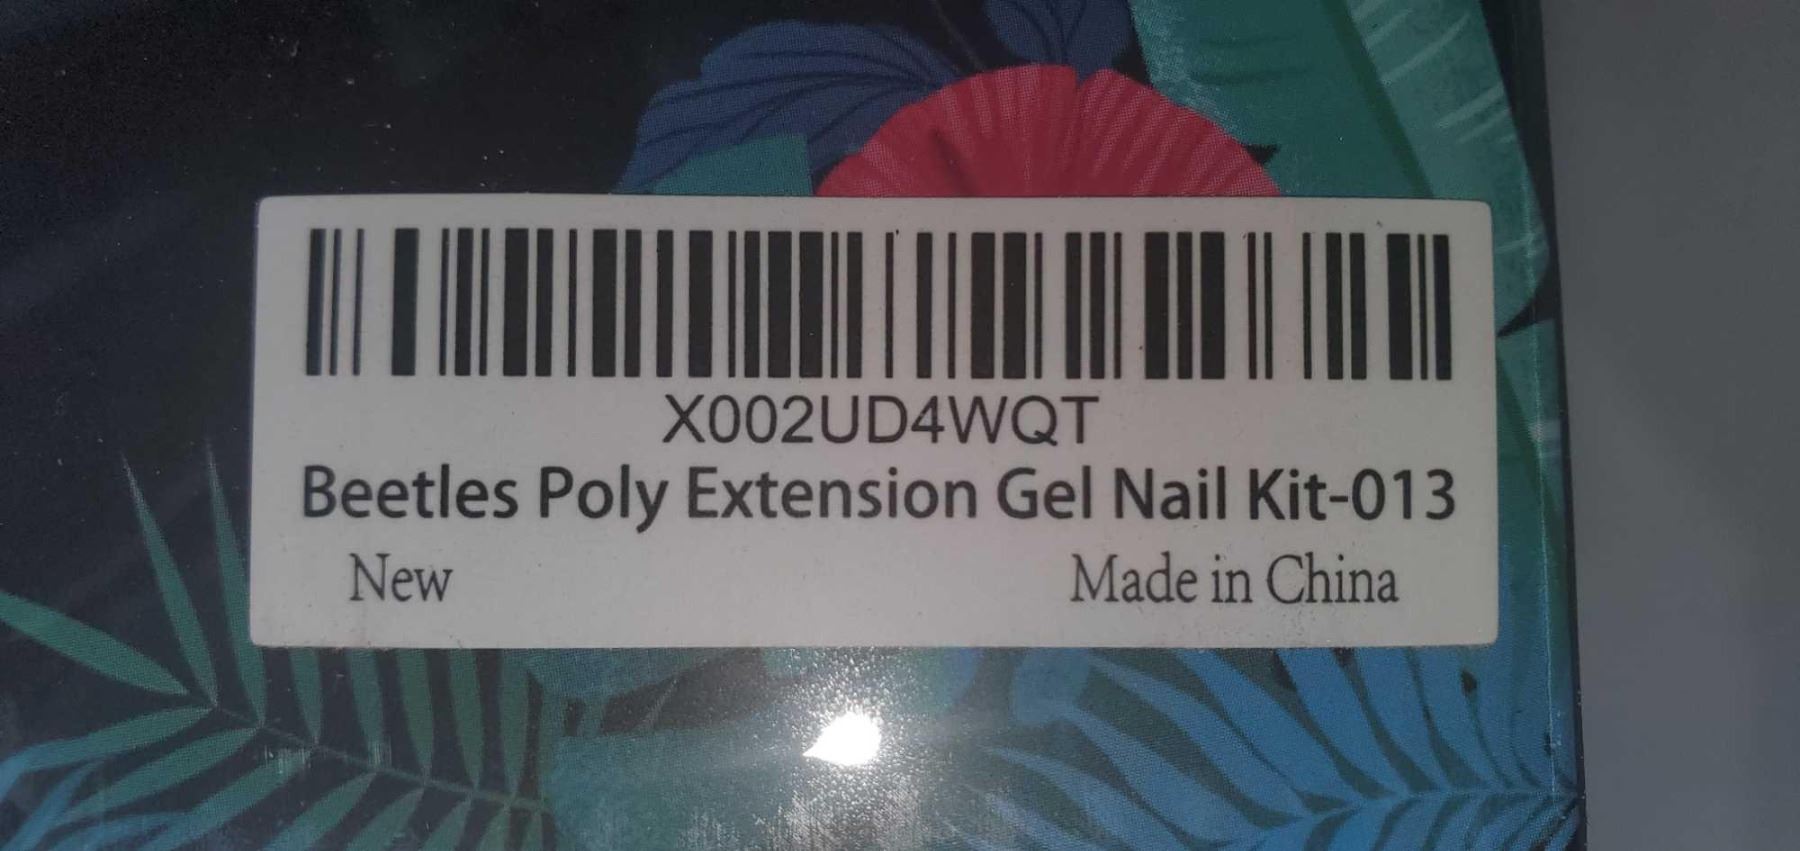 X002UD4WQT
Beetles Poly Extension Gel Nail Kit-013
New Made in China